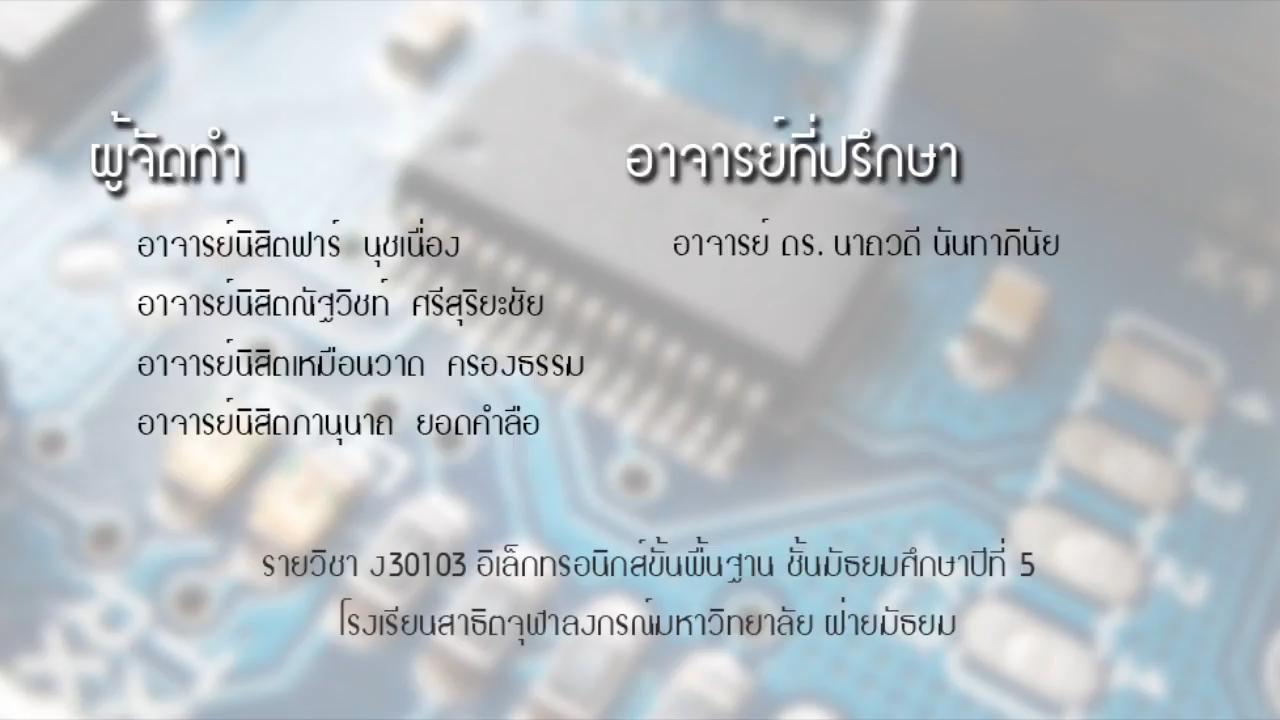 ผู้จัดทำ
อาจารย์นิสิตฟาร์ นุชเนื่อง
อาจารย์นิสิตณัฐวิชท์ ศรีสุริยะชัย
อาจารย์นิสิตเหมือนวาด ครองธรรม
อาจารย์นิสิตภานุนาถ ยอดคำลือ
อาจารย์ที่ปรึกษา
อาจารย์ ดร. นาถวดี นันทาภินัย
รายวิชา ง30103 อิเล็กทรอนิกส์ขั้นพื้นฐาน ชั้นมัธยมศึกษาปีที่ 5
โรงเรียนสาธิตจุฬาลงกรณ์มหาวิทยาลัย ฝ่ายมัธยม